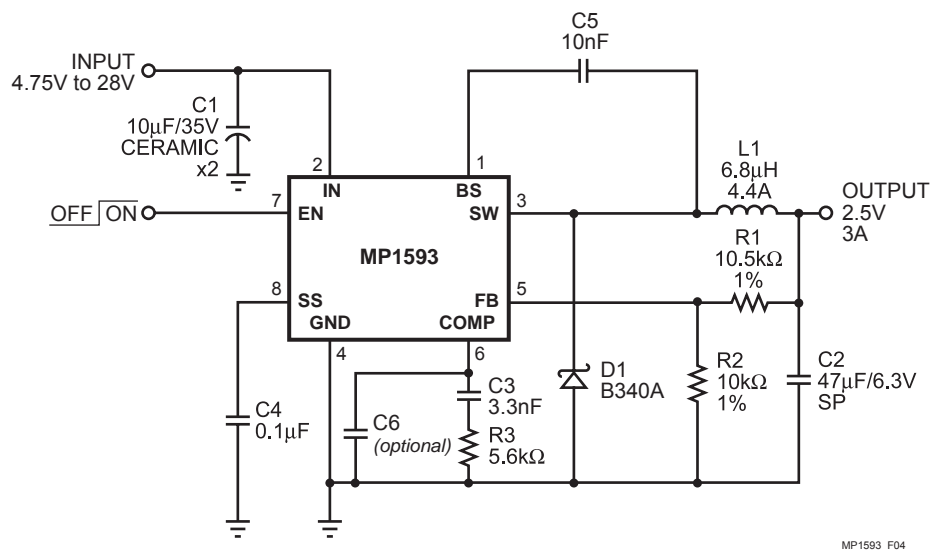 C5
10nF
INPUT
4.75V to 28V
C1
10µF/35V
CERAMIC
x2
2
1
L1
6.8µH
4.4A
IN
BS
7
EN
SW
3
OFF ON
OUTPUT
2.5V
3A
MP1593
R1
10.5kΩ
1%
8
SS
FB
5
GND
COMP
4
6
C4
0.1µF
C6
(optional)
C3
3.3nF
R3
5.6kΩ
D1
B340A
R2
10kΩ
1%
C2
47µF/6.3V
SP
MP1593_F04